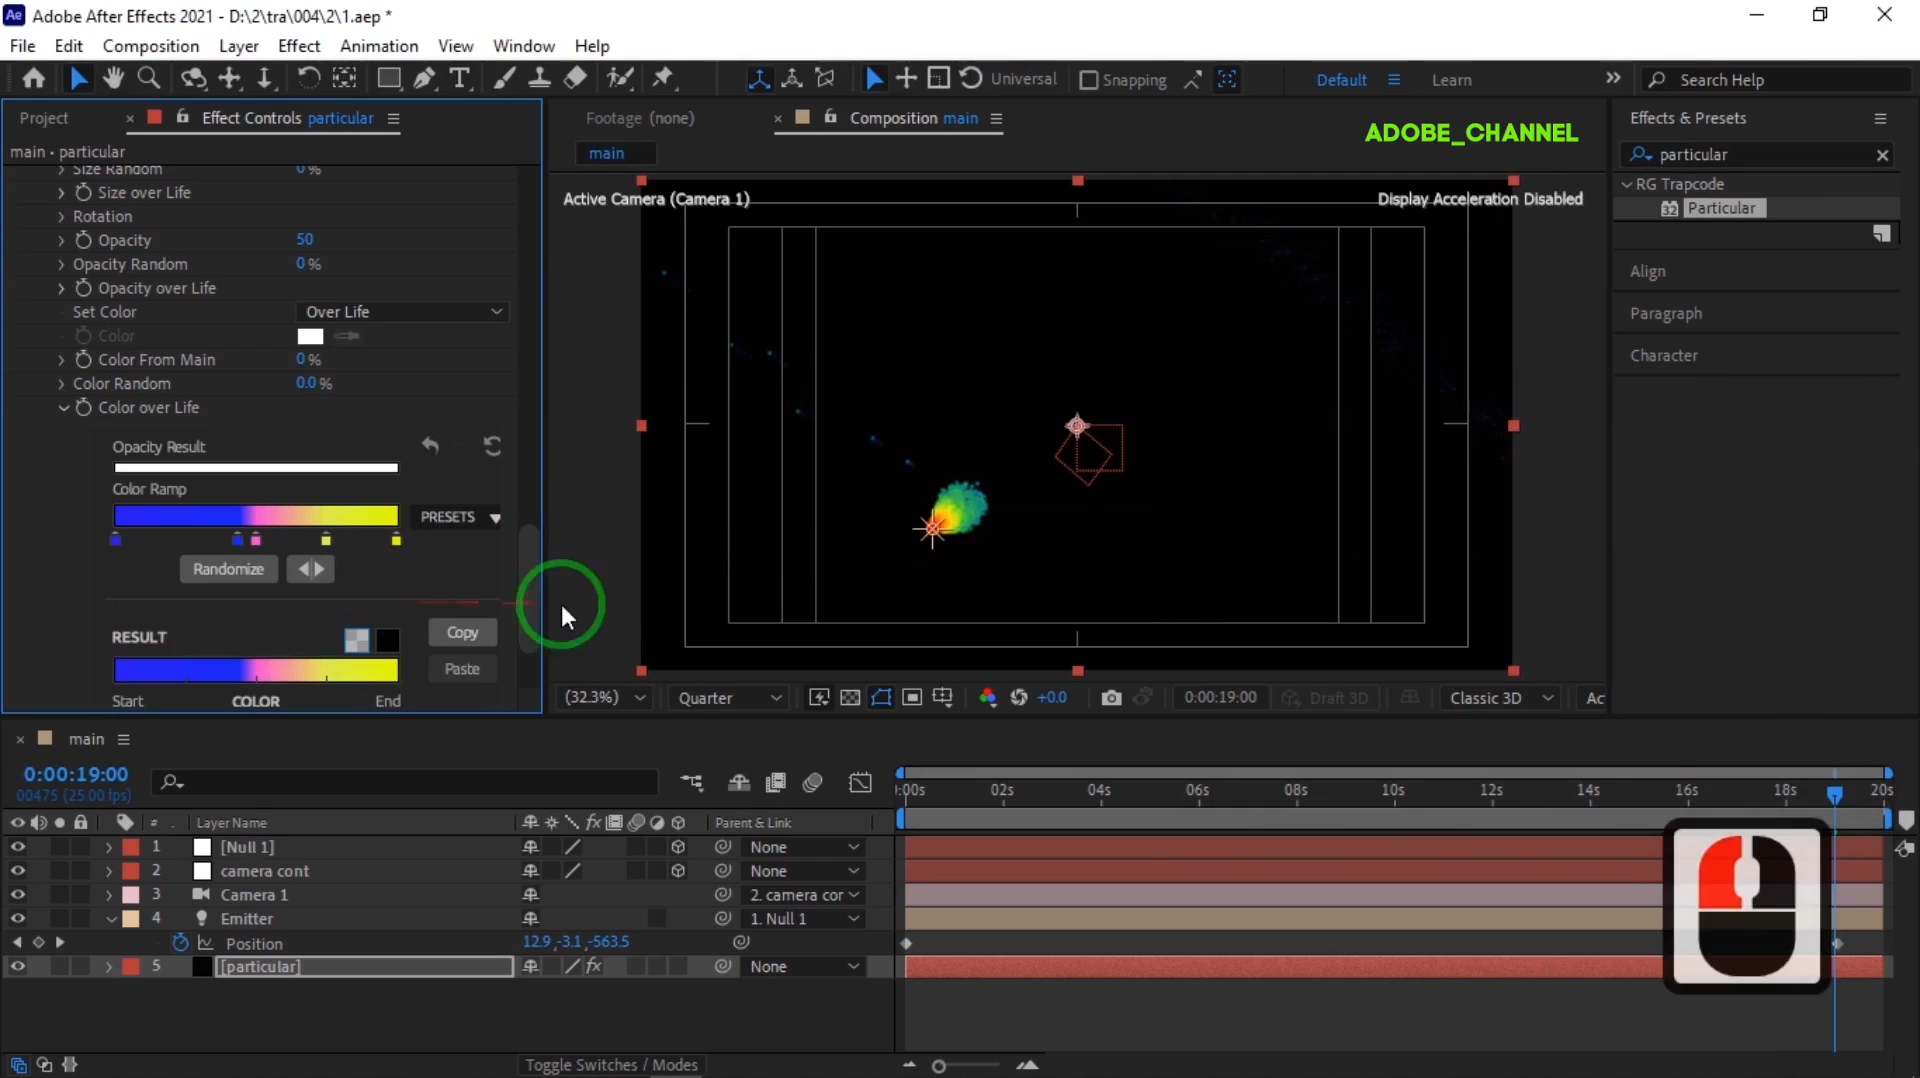 Adobe After Effects 2021 - D:\2\tra\004\2\1.aep *
File Edit Composition Layer Effect Animation View Window Help
Universal Snapping Default Learn Search Help
Project Effect Controls particular
Footage (none) Composition main
ADOBE_CHANNEL
Effects & Presets
main • particular
main
particular
RG Trapcode
Particular
Align
Paragraph
Character
Size Random 0 %
Size over Life
Rotation
Opacity 50
Opacity Random 0 %
Opacity over Life
Set Color Over Life
Color
Color From Main 0 %
Color Random 0.0 %
Color over Life
Opacity Result
Color Ramp
PRESETS
Randomize
RESULT
Copy
Paste
Start COLOR End
Active Camera (Camera 1)
Display Acceleration Disabled
(32.3%) Quarter +0.0 0:00:19:00 Draft 3D Classic 3D Ac
main
0:00:19:00
00475 (25.00 fps)
:00s 02s 04s 06s 08s 10s 12s 14s 16s 18s 20s
# Layer Name fx Parent & Link
1 [Null 1] None
2 camera cont None
3 Camera 1 2. camera cor
4 Emitter 1. Null 1
Position 12.9,-3.1,-563.5
5 [particular] fx None
Toggle Switches / Modes